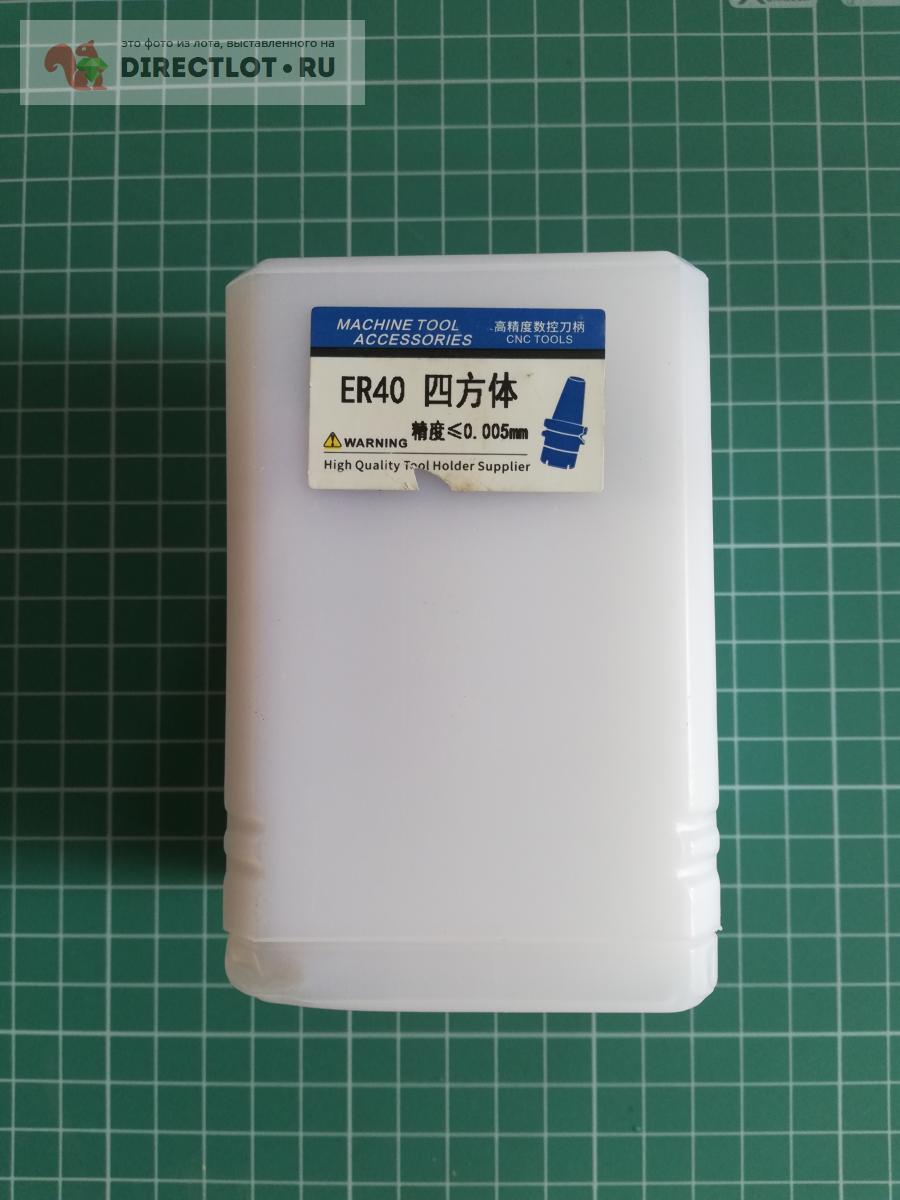 это фото из лота, выставленного на
DIRECTLOT•RU
MACHINE TOOL
ACCESSORIES
高精度数控刀柄
CNC TOOLS
ER40 四方体
精度≤0.005mm
WARNING
High Quality Tool Holder Supplier